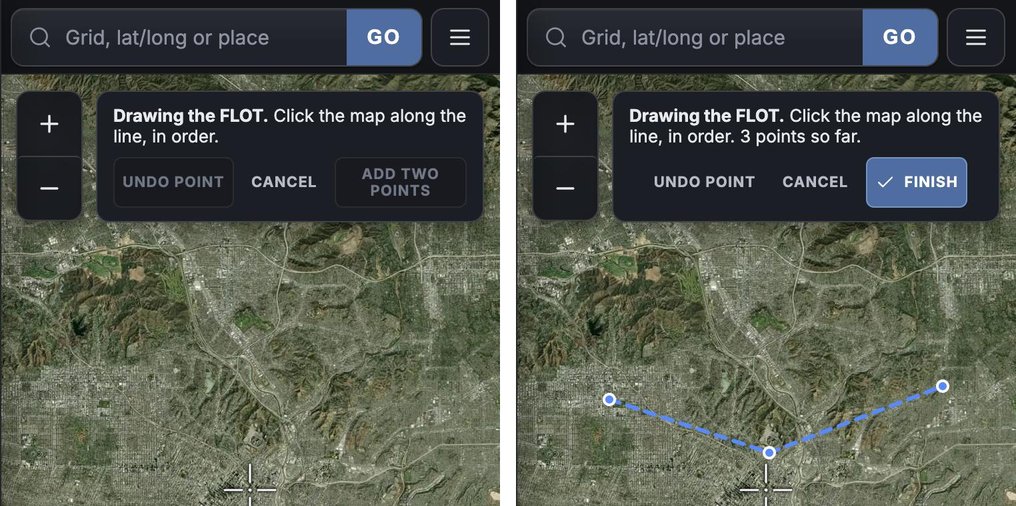 Grid, lat/long or place
GO
Drawing the FLOT. Click the map along the
line, in order.
UNDO POINT
CANCEL
ADD TWO
POINTS
Grid, lat/long or place
GO
Drawing the FLOT. Click the map along the
line, in order. 3 points so far.
UNDO POINT
CANCEL
FINISH